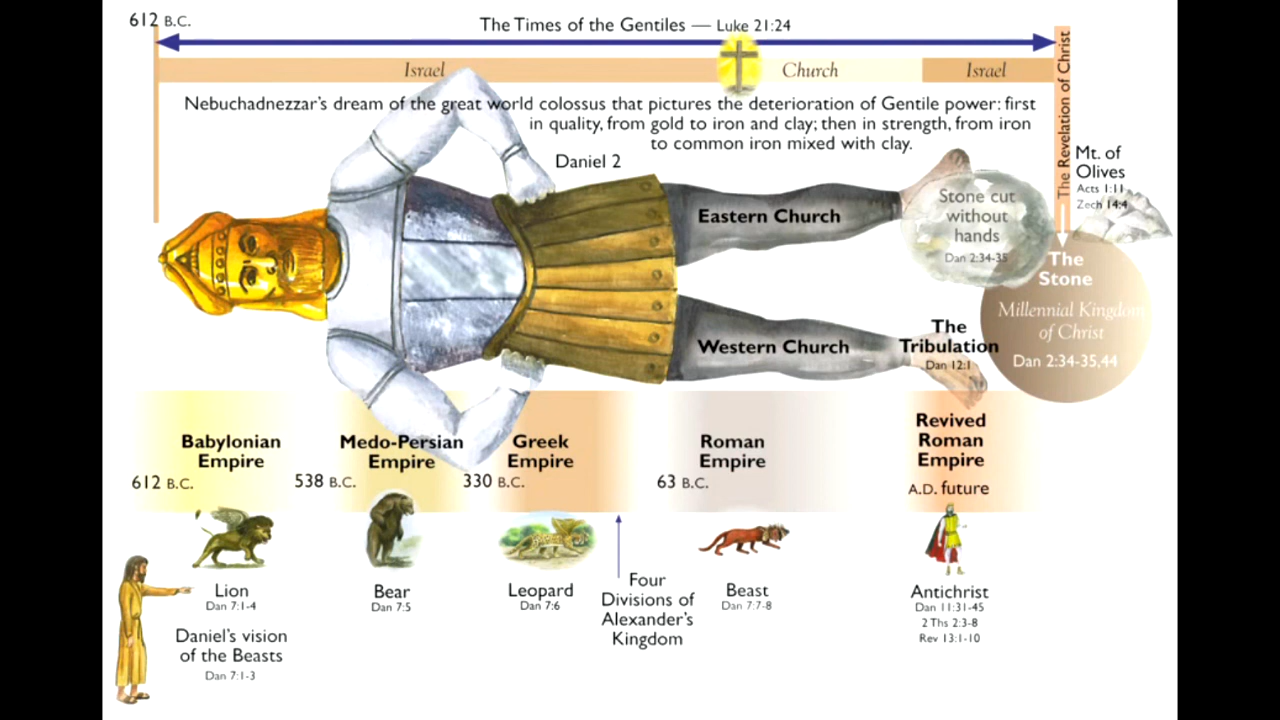 612 B.C.
The Times of the Gentiles — Luke 21:24
Israel
Church
Israel
The Revelation of Christ
Nebuchadnezzar's dream of the great world colossus that pictures the deterioration of Gentile power: first
in quality, from gold to iron and clay; then in strength, from iron
to common iron mixed with clay.
Daniel 2
Mt. of
Olives
Acts 1:11
Zech 14:4
Eastern Church
Stone cut
without
hands
Dan 2:34-35
The
Stone
Millennial Kingdom
of Christ
Dan 2:34-35,44
Western Church
The
Tribulation
Dan 12:1
Babylonian
Empire
612 B.C.
Medo-Persian
Empire
538 B.C.
Greek
Empire
330 B.C.
Roman
Empire
63 B.C.
Revived
Roman
Empire
A.D. future
Lion
Dan 7:1-4
Bear
Dan 7:5
Leopard
Dan 7:6
Four
Divisions of
Alexander's
Kingdom
Beast
Dan 7:7-8
Antichrist
Dan 11:31-45
2 Ths 2:3-8
Rev 13:1-10
Daniel's vision
of the Beasts
Dan 7:1-3